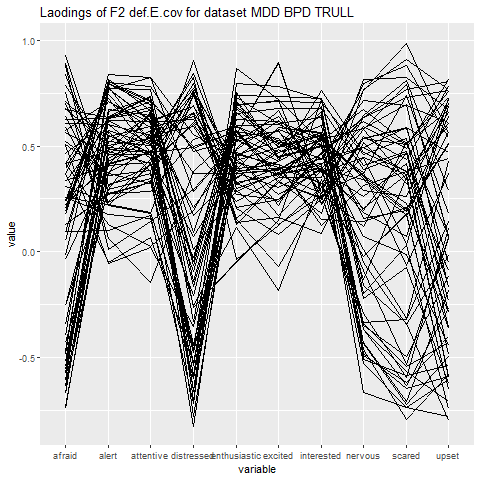 Laodings of F2 def.E.cov for dataset MDD BPD TRULL
1.0
0.5
0.0
-0.5
value
afraid alert attentive distressed enthusiastic excited interested nervous scared upset
variable